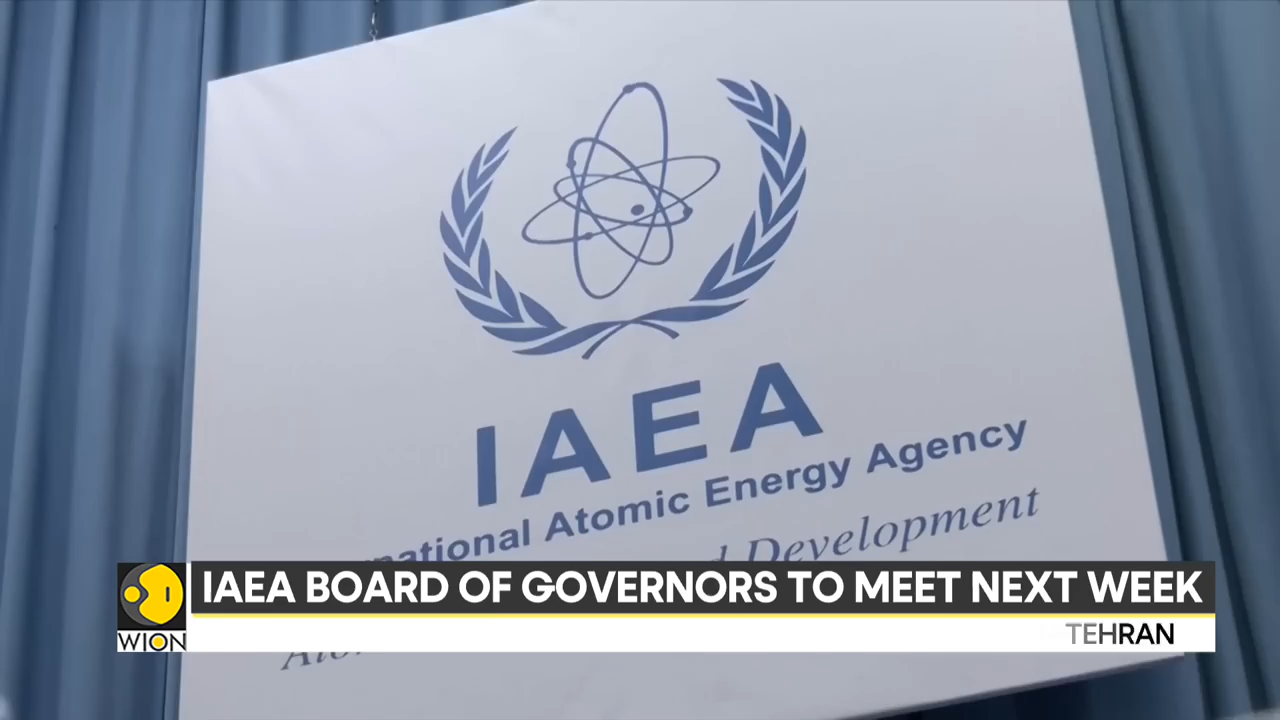 IAEA
national Atomic Energy Agency
Development
IAEA BOARD OF GOVERNORS TO MEET NEXT WEEK
WION
TEHRAN